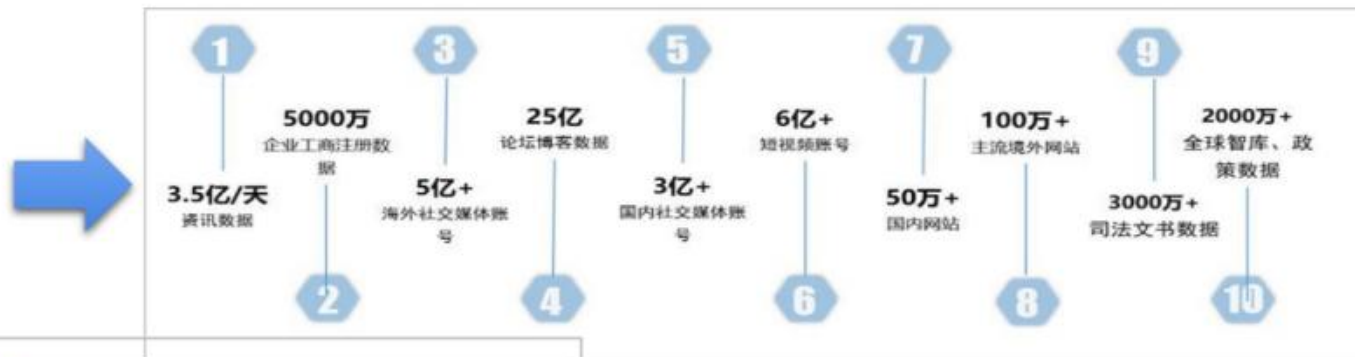 1
3.5亿/天
资讯数据
2
5000万
企业工商注册数
据
3
5亿+
海外社交媒体账
号
4
25亿
论坛博客数据
5
3亿+
国内社交媒体账
号
6
6亿+
短视频账号
7
50万+
国内网站
8
100万+
主流境外网站
9
3000万+
司法文书数据
10
2000万+
全球智库、政
策数据